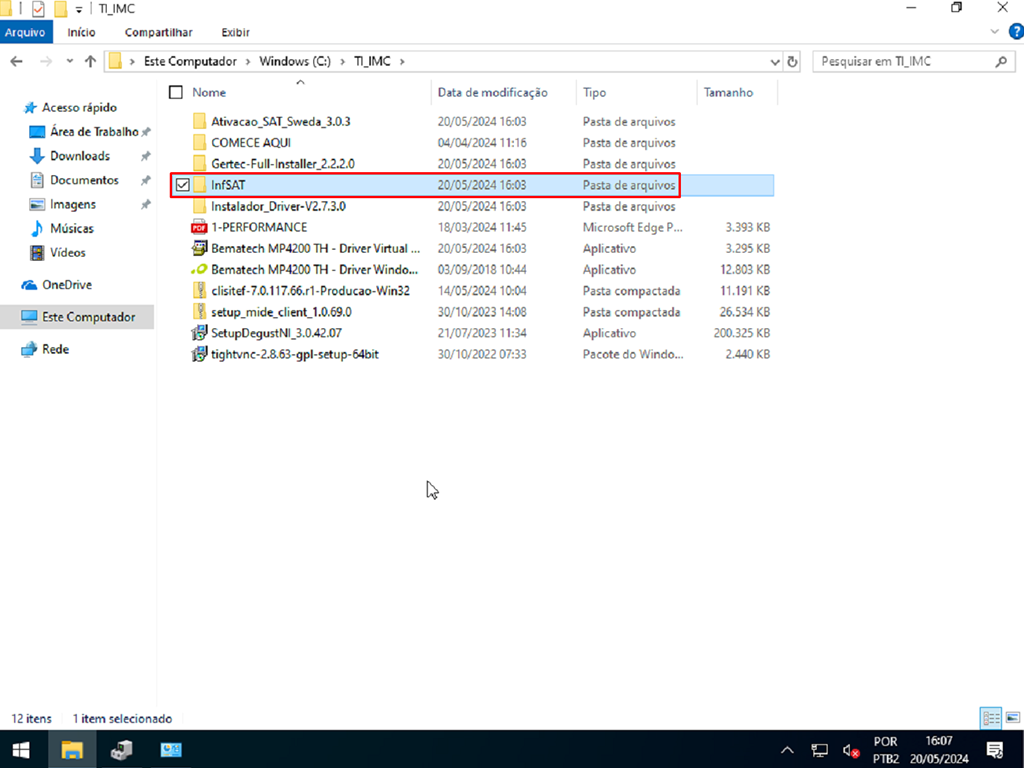 TI_IMC
Arquivo Início Compartilhar Exibir
Este Computador > Windows (C:) > TI_IMC >
Pesquisar em TI_IMC
Nome Data de modificação Tipo Tamanho
Acesso rápido
Área de Trabalho
Downloads
Documentos
Imagens
Músicas
Vídeos
OneDrive
Este Computador
Rede
Ativacao_SAT_Sweda_3.0.3 20/05/2024 16:03 Pasta de arquivos
COMECE AQUI 04/04/2024 11:16 Pasta de arquivos
Gertec-Full-Installer_2.2.2.0 20/05/2024 16:03 Pasta de arquivos
InfSAT 20/05/2024 16:03 Pasta de arquivos
Instalador_Driver-V2.7.3.0 20/05/2024 16:03 Pasta de arquivos
PDF 1-PERFORMANCE 18/03/2024 11:45 Microsoft Edge P... 3.393 KB
Bematech MP4200 TH - Driver Virtual ... 20/05/2024 16:03 Aplicativo 3.295 KB
Bematech MP4200 TH - Driver Windo... 03/09/2018 10:44 Aplicativo 12.803 KB
clisitef-7.0.117.66.r1-Producao-Win32 14/05/2024 10:04 Pasta compactada 11.191 KB
setup_mide_client_1.0.69.0 30/10/2023 14:08 Pasta compactada 26.534 KB
SetupDegustNI_3.0.42.07 21/07/2023 11:34 Aplicativo 200.325 KB
tightvnc-2.8.63-gpl-setup-64bit 30/10/2022 07:33 Pacote do Windo... 2.440 KB
12 itens 1 item selecionado
POR 16:07
PTB2 20/05/2024